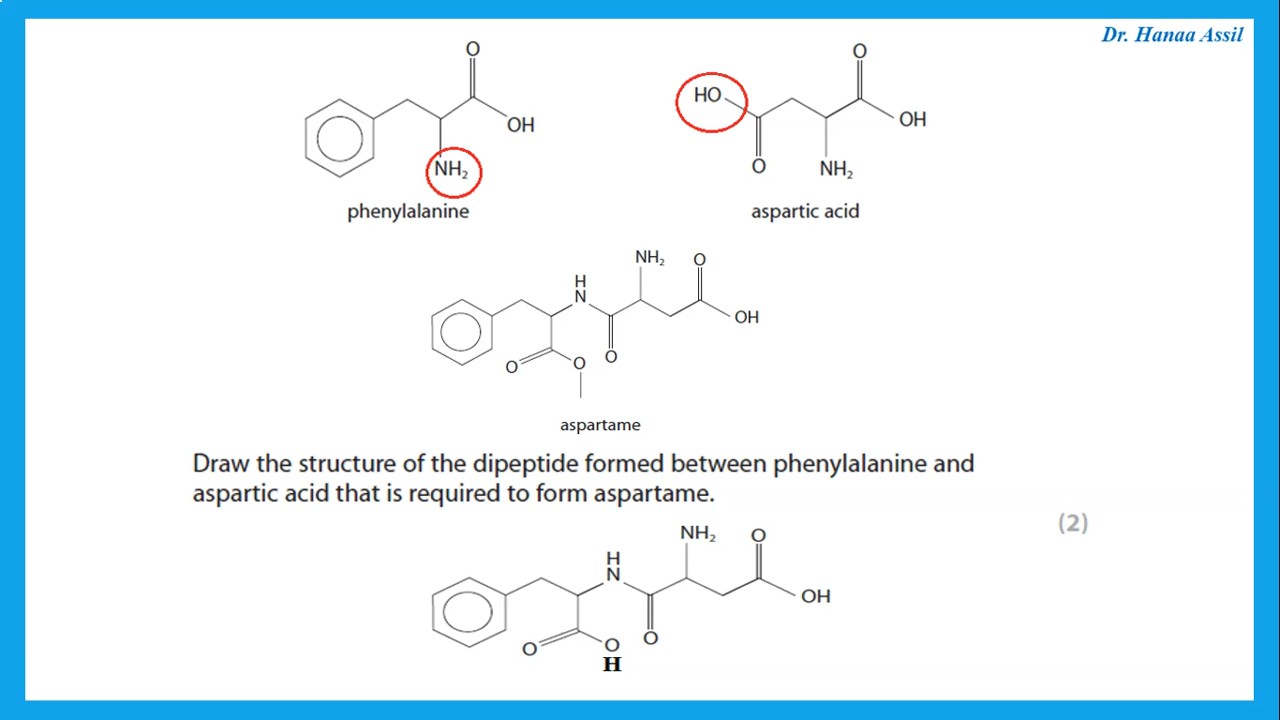 Dr. Hanaa Assil
O
OH
NH₂
phenylalanine
HO
O
O
OH
NH₂
aspartic acid
H
N
NH₂
O
OH
O
O
O
aspartame
Draw the structure of the dipeptide formed between phenylalanine and
aspartic acid that is required to form aspartame.
(2)
H
N
NH₂
O
OH
O
O
H
O